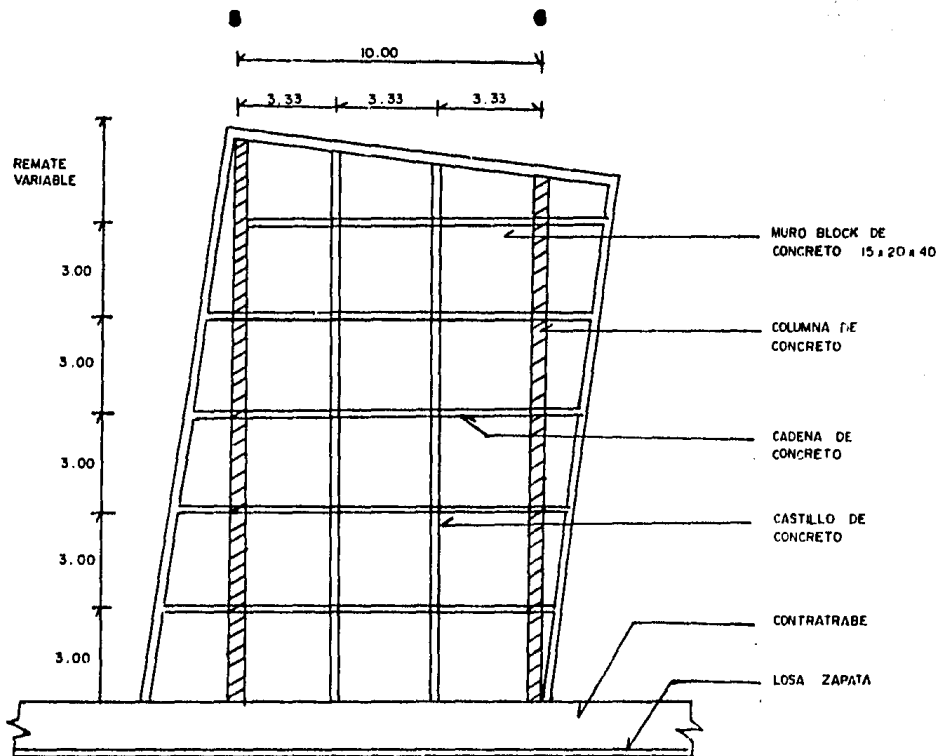 10.00
3.33 3.33 3.33
REMATE
VARIABLE
3.00
3.00
3.00
3.00
3.00
MURO BLOCK DE
CONCRETO 15 x 20 x 40
COLUMNA DE
CONCRETO
CADENA DE
CONCRETO
CASTILLO DE
CONCRETO
CONTRATRABE
LOSA ZAPATA